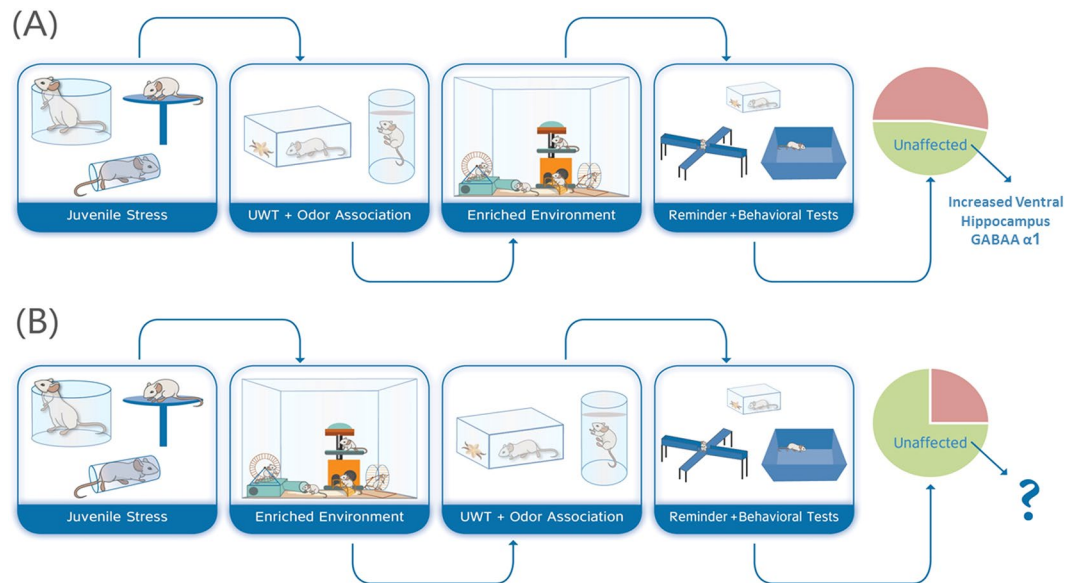 (A)
Juvenile Stress
UWT + Odor Association
Enriched Environment
Reminder + Behavioral Tests
Unaffected
Increased Ventral
Hippocampus
GABAA α1
(B)
Juvenile Stress
Enriched Environment
UWT + Odor Association
Reminder + Behavioral Tests
Unaffected
?